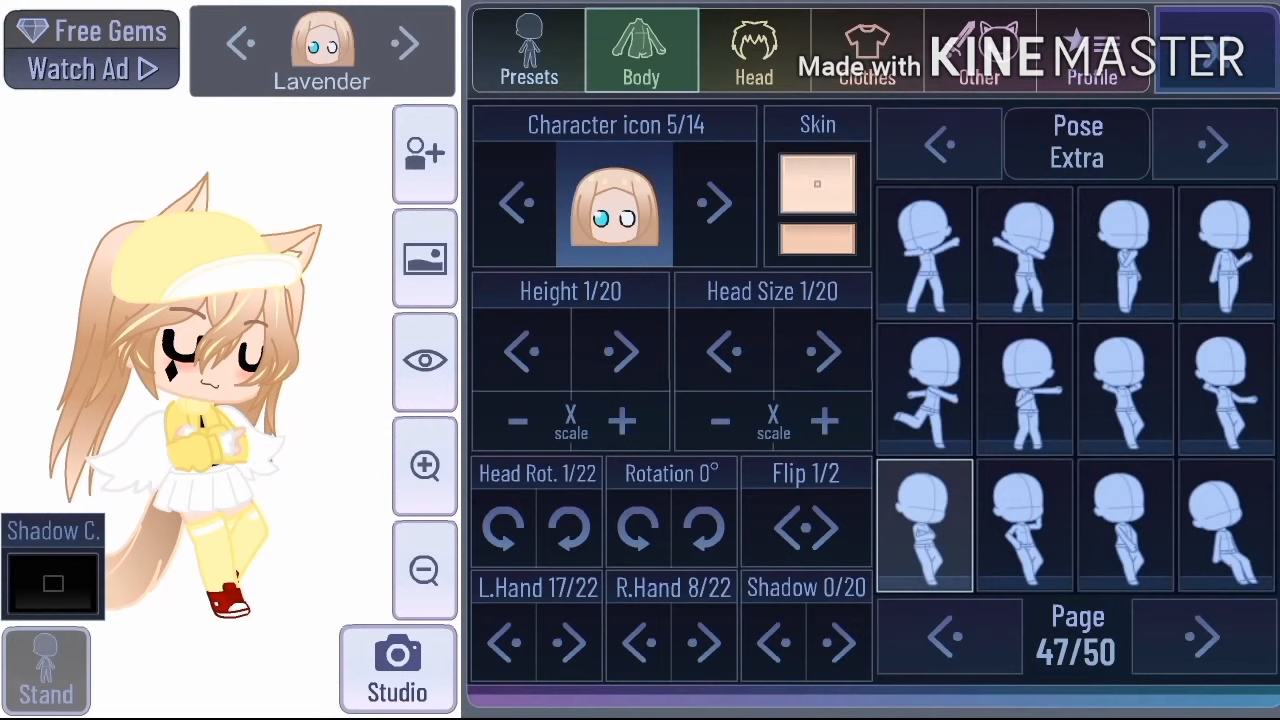 Free Gems
Watch Ad
Lavender
Presets
Body
Head
Clothes
Other
Profile
Made with KINEMASTER
Character icon 5/14
Skin
Pose
Extra
Height 1/20
Head Size 1/20
X
scale
X
scale
Head Rot. 1/22
Rotation 0°
Flip 1/2
L.Hand 17/22
R.Hand 8/22
Shadow 0/20
Page
47/50
Shadow C.
Stand
Studio